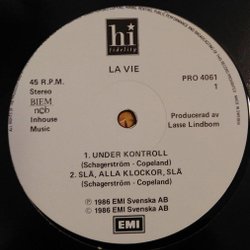 hi
fidelity
LA VIE
45 R.P.M.
Stereo
BIEM
ncb
Inhouse
Music
PRO 4061
1
Producerad av
Lasse Lindbom
1. UNDER KONTROLL
(Schagerström - Copeland)
2. SLÅ, ALLA KLOCKOR, SLÅ
(Schagerström - Copeland)
Ⓟ 1986 EMI Svenska AB
© 1986 EMI Svenska AB
EMI